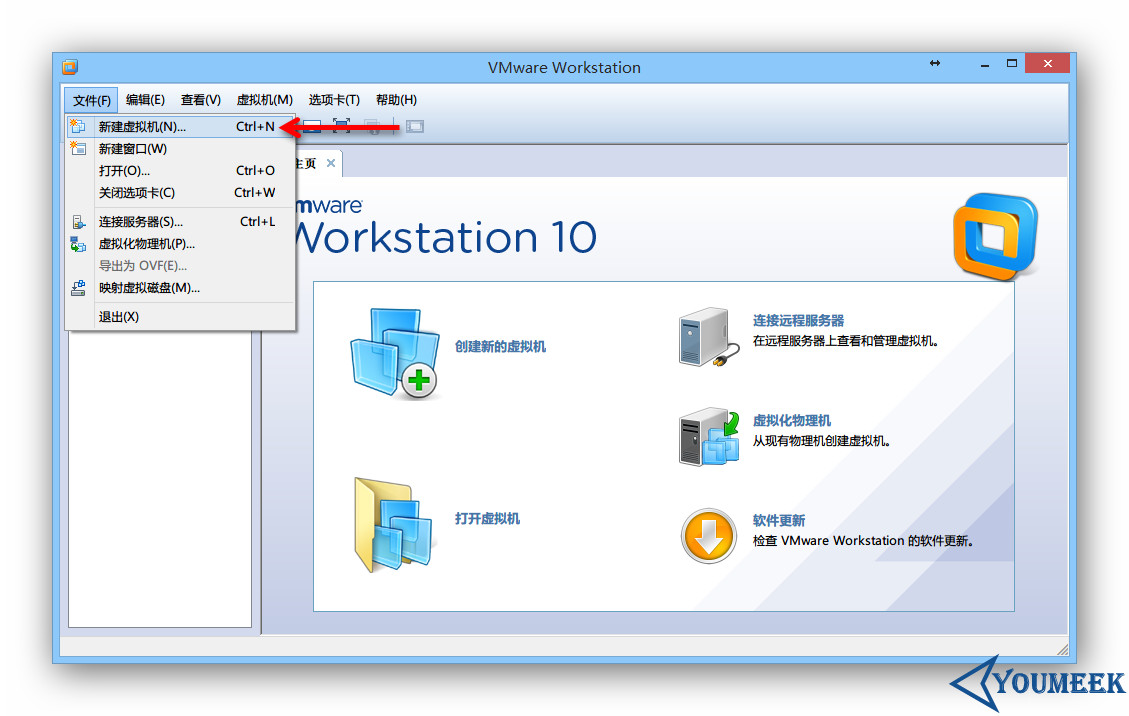 VMware Workstation
文件(F) 编辑(E) 查看(V) 虚拟机(M) 选项卡(T) 帮助(H)
新建虚拟机(N)... Ctrl+N
新建窗口(W)
打开(O)... Ctrl+O
关闭选项卡(C) Ctrl+W
连接服务器(S)... Ctrl+L
虚拟化物理机(P)...
导出为 OVF(E)...
映射虚拟磁盘(M)...
退出(X)
主页
mware
Workstation 10
创建新的虚拟机
打开虚拟机
连接远程服务器
在远程服务器上查看和管理虚拟机。
虚拟化物理机
从现有物理机创建虚拟机。
软件更新
检查 VMware Workstation 的软件更新。
YOUMEEK